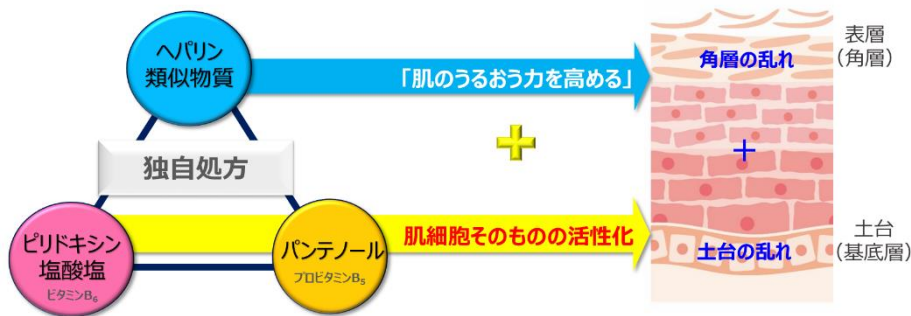 ヘパリン
類似物質
「肌のうるおう力を高める」
角層の乱れ
表層
(角層)
独自処方
+
ピリドキシン
塩酸塩
ビタミンB₆
パンテノール
プロビタミンB₅
肌細胞そのものの活性化
土台の乱れ
土台
(基底層)